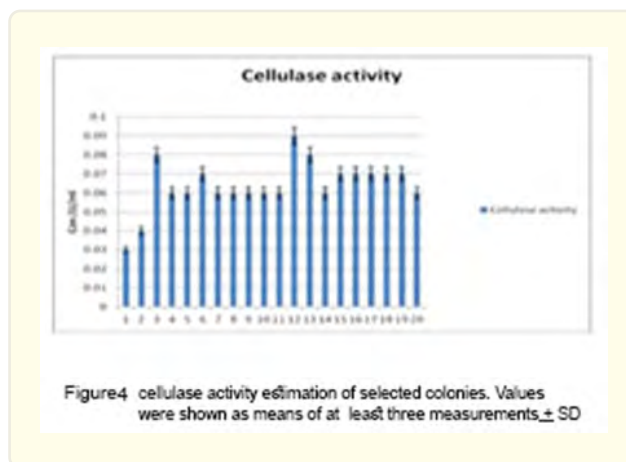 Cellulase activity
0.1
0.09
0.08
0.07
0.06
0.05
0.04
0.03
0.02
0.01
0
1 2 3 4 5 6 7 8 9 10 11 12 13 14 15 16 17 18 19 20
Cellulase activity
Figure4 cellulase activity estimation of selected colonies. Values
were shown as means of at least three measurements ± SD